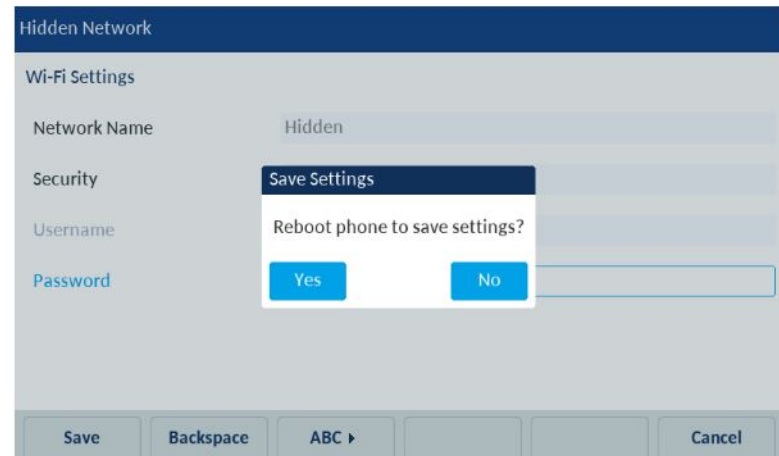 Hidden Network
Wi-Fi Settings
Network Name Hidden
Security
Save Settings
Username
Reboot phone to save settings?
Password
Yes No
Save Backspace ABC ▸ Cancel